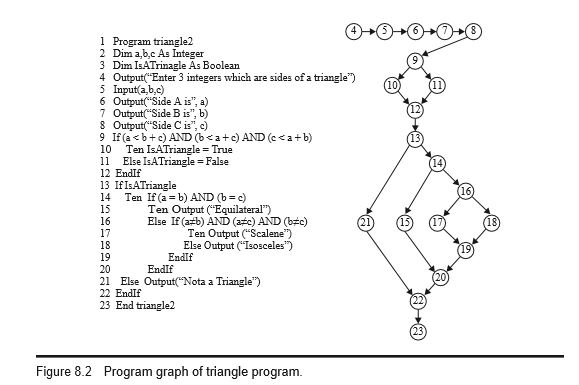 1 Program triangle2
2 Dim a,b,c As Integer
3 Dim IsATrinagle As Boolean
4 Output("Enter 3 integers which are sides of a triangle")
5 Input(a,b,c)
6 Output("Side A is", a)
7 Output("Side B is", b)
8 Output("Side C is", c)
9 If (a < b + c) AND (b < a + c) AND (c < a + b)
10 Ten IsATriangle = True
11 Else IsATriangle = False
12 EndIf
13 If IsATriangle
14 Ten If (a = b) AND (b = c)
15 Ten Output ("Equilateral")
16 Else If (a≠b) AND (a≠c) AND (b≠c)
17 Ten Output ("Scalene")
18 Else Output ("Isosceles")
19 EndIf
20 EndIf
21 Else Output("Nota a Triangle")
22 EndIf
23 End triangle2
4 5 6 7 8
9
10 11
12
13
14
16
21 15 17 18
19
20
22
23
Figure 8.2 Program graph of triangle program.